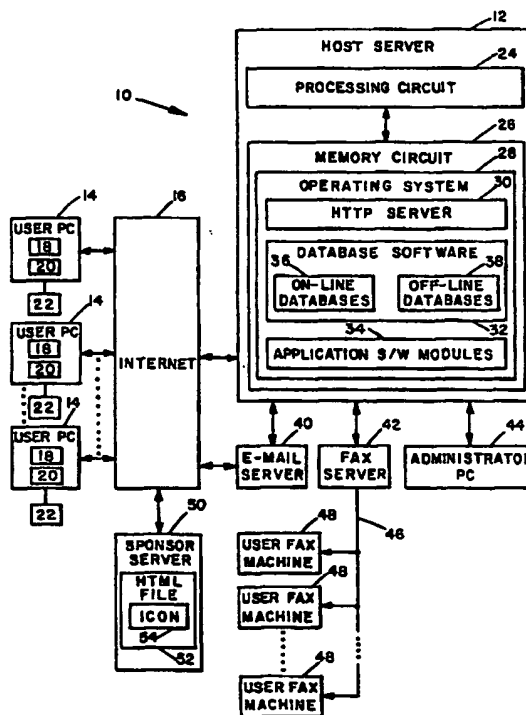 12
HOST SERVER
24
PROCESSING CIRCUIT
10
26
MEMORY CIRCUIT
28
OPERATING SYSTEM
30
HTTP SERVER
DATABASE SOFTWARE
36
38
ON-LINE
DATABASES
OFF-LINE
DATABASES
32
34
APPLICATION S/W MODULES
14
USER PC
18
20
22
14
USER PC
18
20
22
14
USER PC
18
20
22
16
INTERNET
40
E-MAIL
SERVER
42
FAX
SERVER
44
ADMINISTRATOR
PC
46
50
SPONSOR
SERVER
HTML
FILE
ICON
54
52
48
USER FAX
MACHINE
48
USER FAX
MACHINE
48
USER FAX
MACHINE